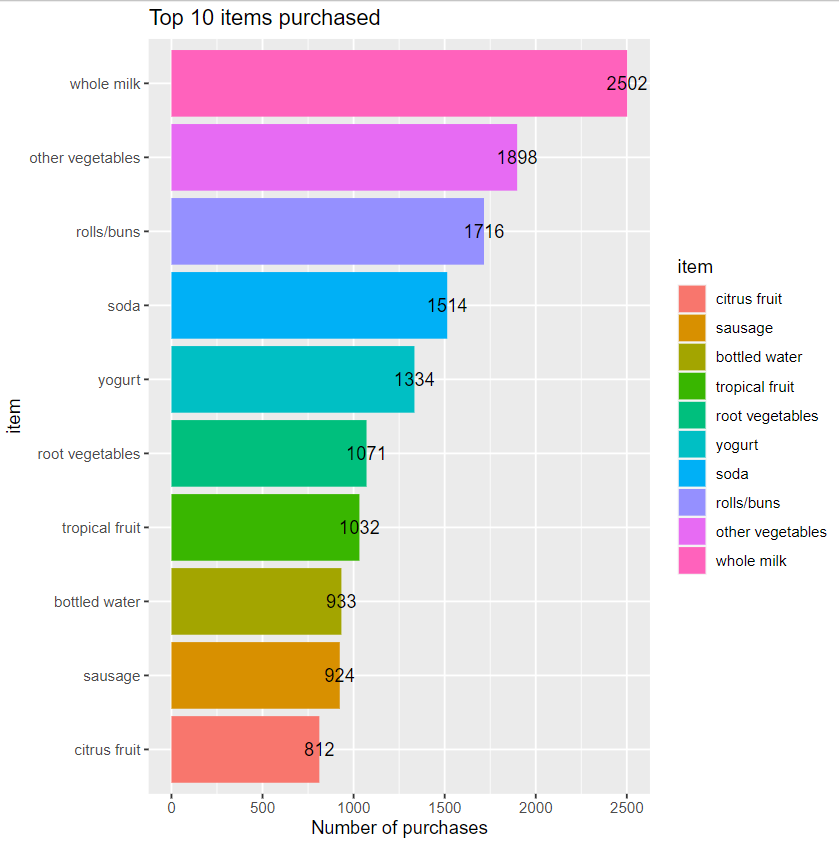 Top 10 items purchased
whole milk 2502
other vegetables 1898
rolls/buns 1716
soda 1514
yogurt 1334
root vegetables 1071
tropical fruit 1032
bottled water 933
sausage 924
citrus fruit 812
item
0 500 1000 1500 2000 2500
Number of purchases
item
citrus fruit
sausage
bottled water
tropical fruit
root vegetables
yogurt
soda
rolls/buns
other vegetables
whole milk